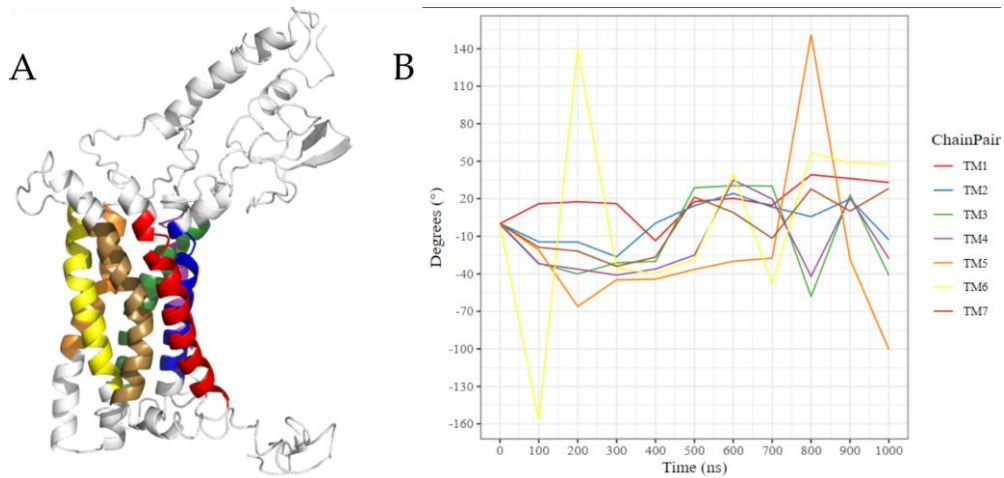 A
B
140
110
80
50
20
-10
-40
-70
-100
-130
-160
Degrees (°)
0 100 200 300 400 500 600 700 800 900 1000
Time (ns)
ChainPair
TM1
TM2
TM3
TM4
TM5
TM6
TM7